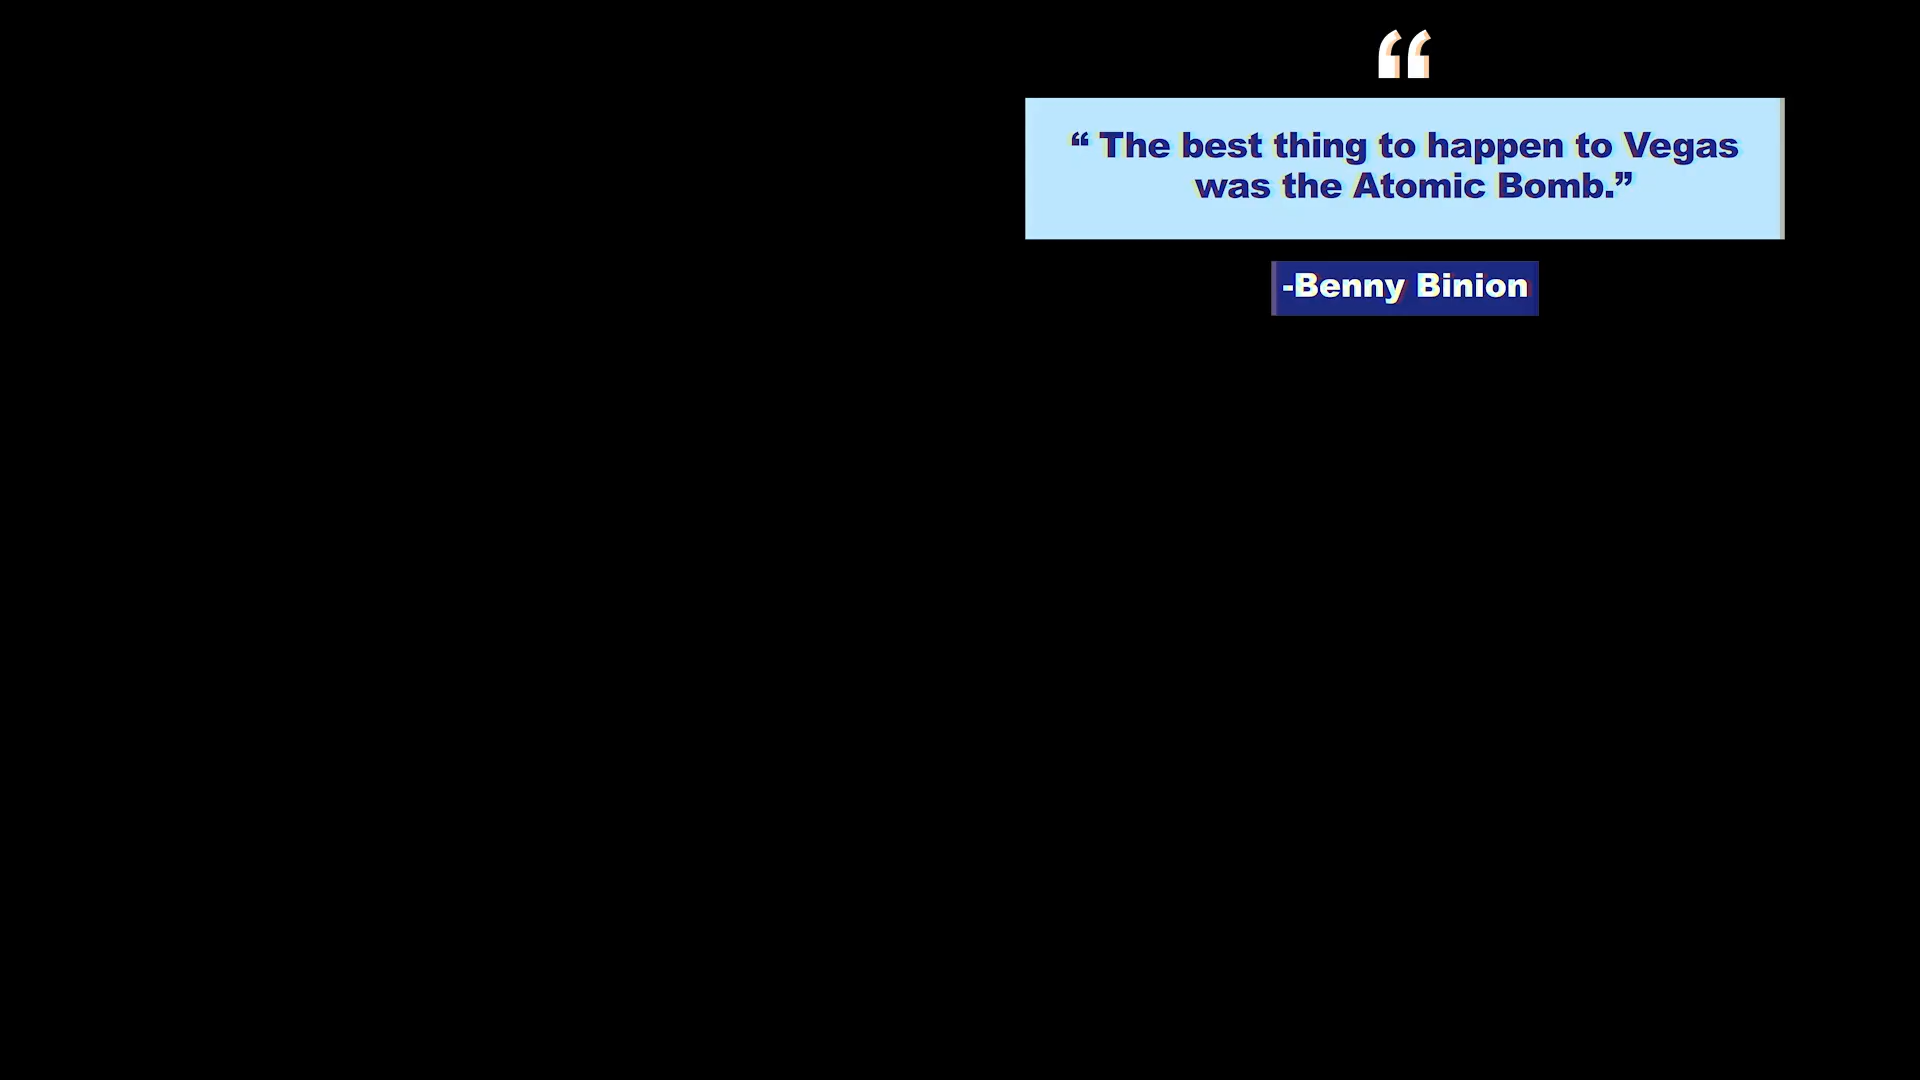 “
“ The best thing to happen to Vegas
was the Atomic Bomb.”
-Benny Binion